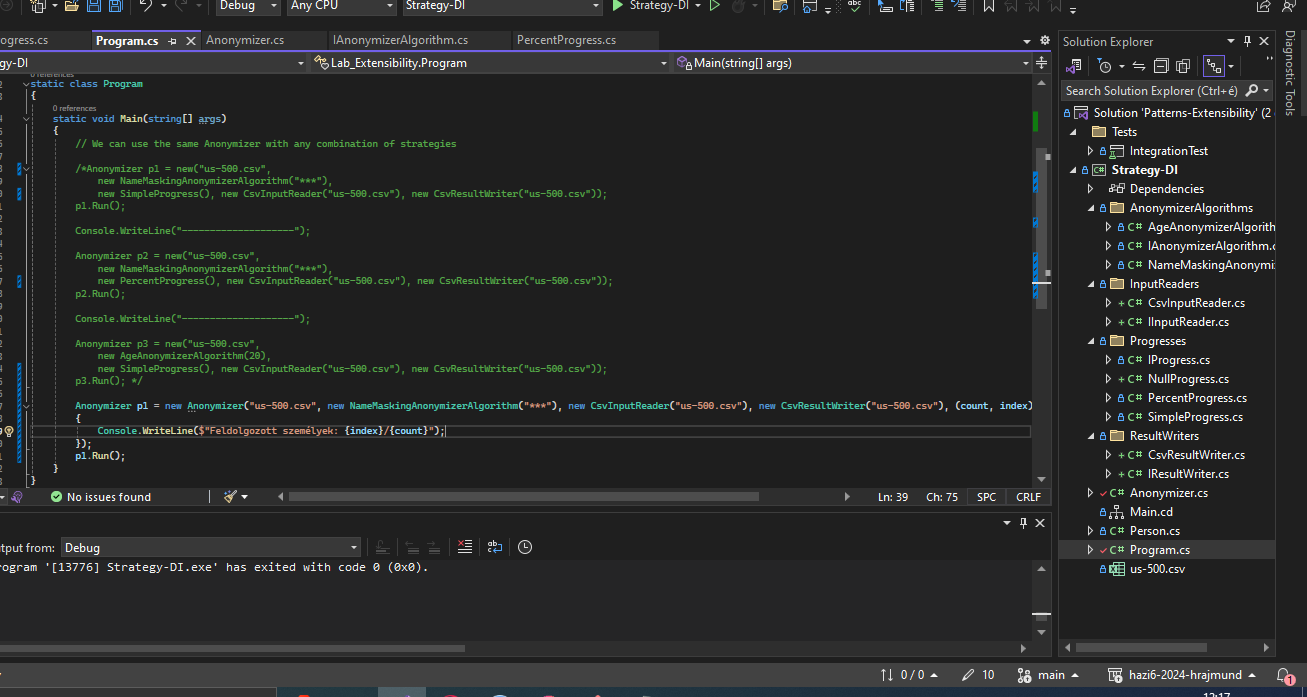 Debug
Any CPU
Strategy-DI
Strategy-DI
ogress.cs
Program.cs
Anonymizer.cs
IAnonymizerAlgorithm.cs
PercentProgress.cs
gy-DI
Lab_Extensibility.Program
Main(string[] args)
0 references
static class Program
{
0 references
static void Main(string[] args)
{
// We can use the same Anonymizer with any combination of strategies
/*Anonymizer p1 = new("us-500.csv",
new NameMaskingAnonymizerAlgorithm("***"),
new SimpleProgress(), new CsvInputReader("us-500.csv"), new CsvResultWriter("us-500.csv"));
p1.Run();
Console.WriteLine("--------------------");
Anonymizer p2 = new("us-500.csv",
new NameMaskingAnonymizerAlgorithm("***"),
new PercentProgress(), new CsvInputReader("us-500.csv"), new CsvResultWriter("us-500.csv"));
p2.Run();
Console.WriteLine("--------------------");
Anonymizer p3 = new("us-500.csv",
new AgeAnonymizerAlgorithm(20),
new SimpleProgress(), new CsvInputReader("us-500.csv"), new CsvResultWriter("us-500.csv"));
p3.Run(); */
Anonymizer p1 = new Anonymizer("us-500.csv", new NameMaskingAnonymizerAlgorithm("***"), new CsvInputReader("us-500.csv"), new CsvResultWriter("us-500.csv"), (count, index)
{
Console.WriteLine($"Feldolgozott személyek: {index}/{count}");
});
p1.Run();
}
}
No issues found
Ln: 39
Ch: 75
SPC
CRLF
tput from:
Debug
rogram '[13776] Strategy-DI.exe' has exited with code 0 (0x0).
Solution Explorer
Search Solution Explorer (Ctrl+é)
Solution 'Patterns-Extensibility' (2
Tests
IntegrationTest
C# Strategy-DI
Dependencies
AnonymizerAlgorithms
C# AgeAnonymizerAlgorith
C# IAnonymizerAlgorithm.c
C# NameMaskingAnonymiz
InputReaders
+ C# CsvInputReader.cs
+ C# IInputReader.cs
Progresses
C# IProgress.cs
+ C# NullProgress.cs
C# PercentProgress.cs
C# SimpleProgress.cs
ResultWriters
+ C# CsvResultWriter.cs
+ C# IResultWriter.cs
C# Anonymizer.cs
Main.cd
C# Person.cs
C# Program.cs
us-500.csv
Diagnostic Tools
0 / 0
10
main
hazi6-2024-hrajmund
1